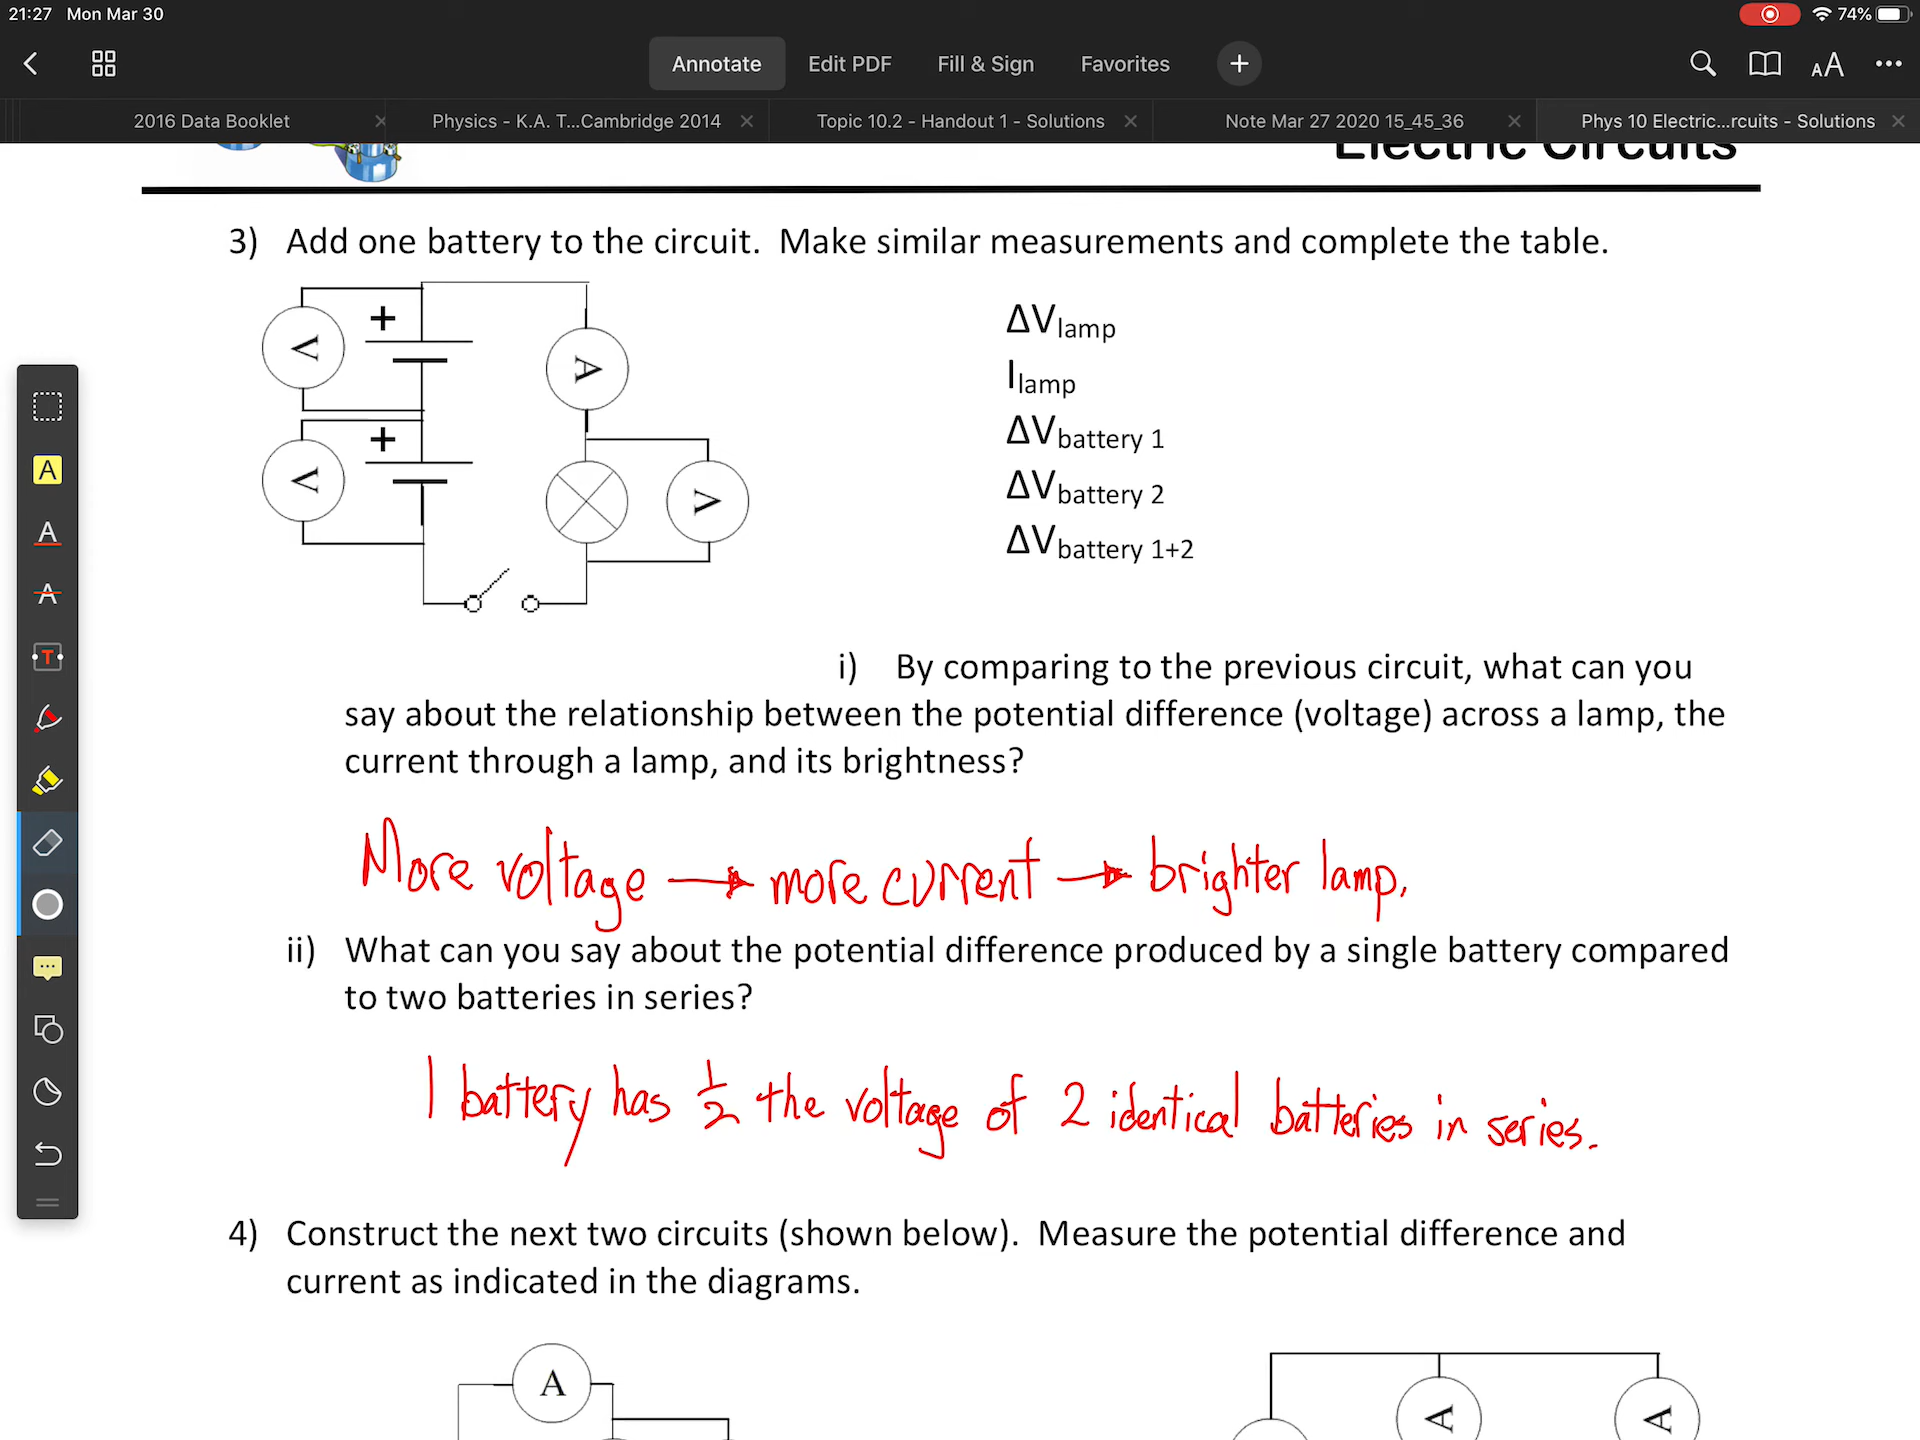 21:27 Mon Mar 30
74%
Annotate Edit PDF Fill & Sign Favorites +
AA
2016 Data Booklet × Physics - K.A. T...Cambridge 2014 × Topic 10.2 - Handout 1 - Solutions × Note Mar 27 2020 15_45_36 × Phys 10 Electric...rcuits - Solutions ×
Electric Circuits
3) Add one battery to the circuit. Make similar measurements and complete the table.
V + A
V + V
ΔVlamp
Ilamp
ΔVbattery 1
ΔVbattery 2
ΔVbattery 1+2
A
A
A
T
i) By comparing to the previous circuit, what can you
say about the relationship between the potential difference (voltage) across a lamp, the
current through a lamp, and its brightness?
More voltage → more current → brighter lamp.
ii) What can you say about the potential difference produced by a single battery compared
to two batteries in series?
1 battery has 1/2 the voltage of 2 identical batteries in series.
4) Construct the next two circuits (shown below). Measure the potential difference and
current as indicated in the diagrams.
A A A